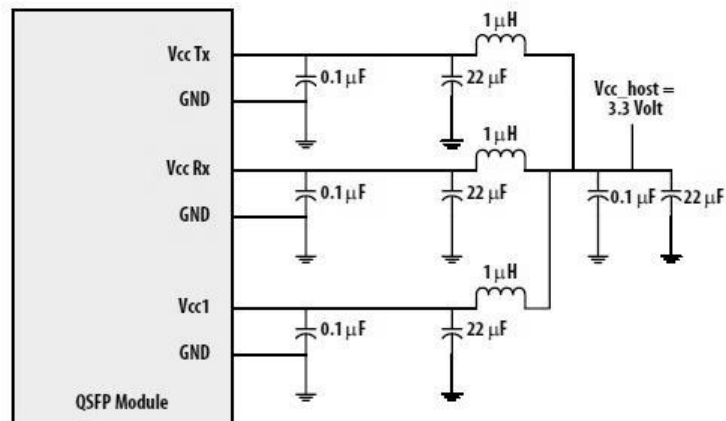 1 μH
Vcc Tx
0.1 μF
22 μF
GND
Vcc_host =
3.3 Volt
1 μH
Vcc Rx
0.1 μF
22 μF
0.1 μF
22 μF
GND
1 μH
Vcc1
0.1 μF
22 μF
GND
QSFP Module